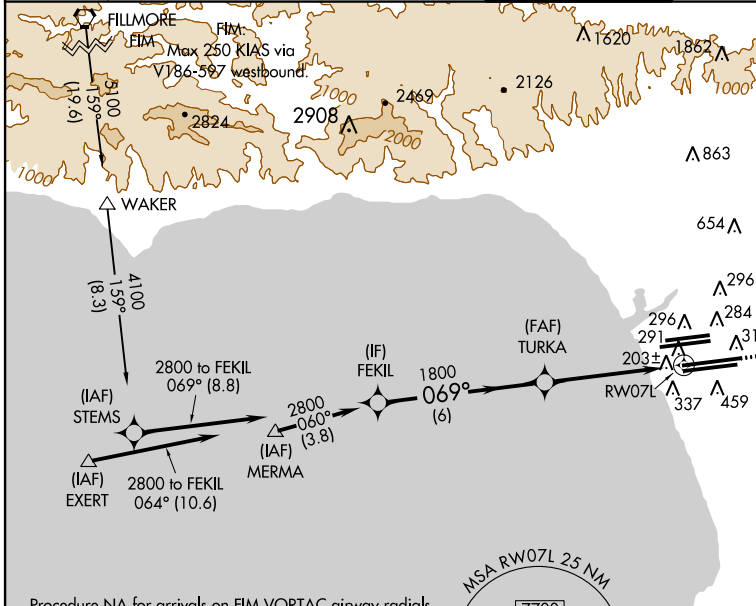 FILLMORE
FIM
FIM:
Max 250 KIAS via
V186-597 westbound.
5100
159°
(19.6)
1620
1862
1000
2824
2908
1000
2469
2126
2000
1000
863
WAKER
654
4100
159°
(8.3)
296
296
284
291
203±
RW07L
337
459
(FAF)
TURKA
(IF)
FEKIL
1800
069°
(6)
2800 to FEKIL
069° (8.8)
(IAF)
STEMS
2800
060°
(3.8)
(IAF)
MERMA
(IAF)
EXERT
2800 to FEKIL
064° (10.6)
MSA RW07L 25 NM